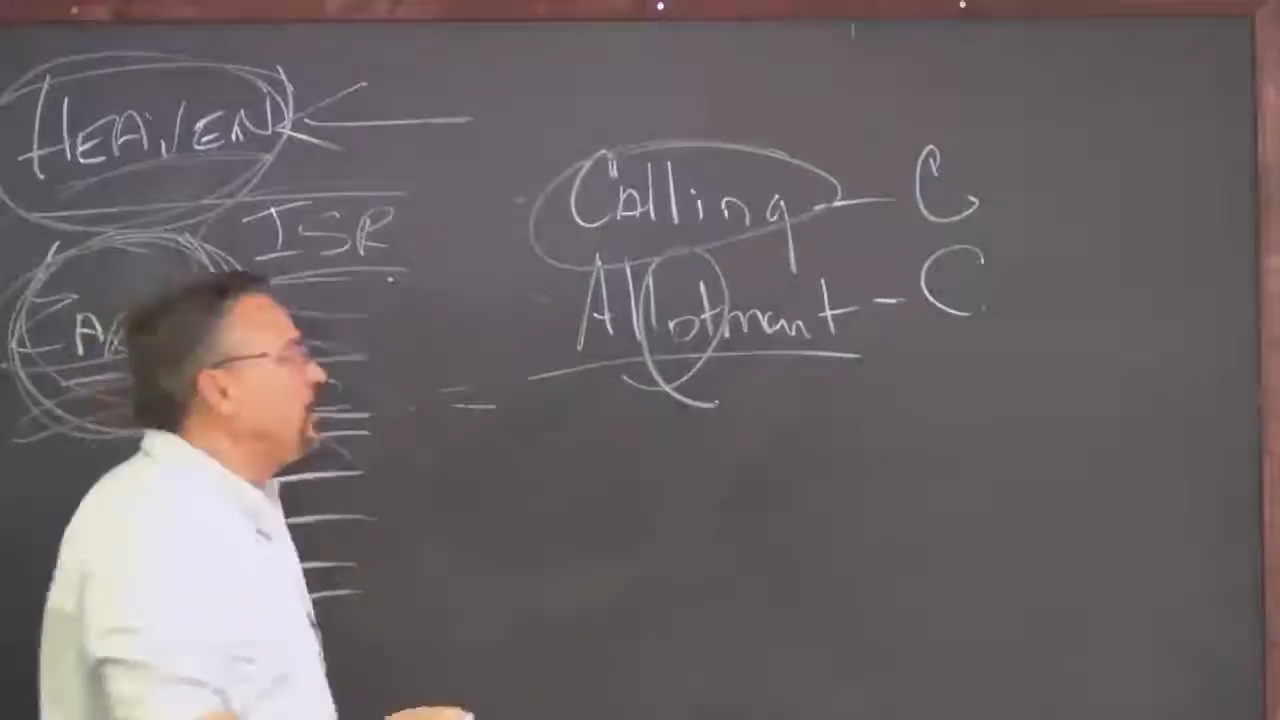 HEAVEN
ISR
Calling – C
Allotment – C